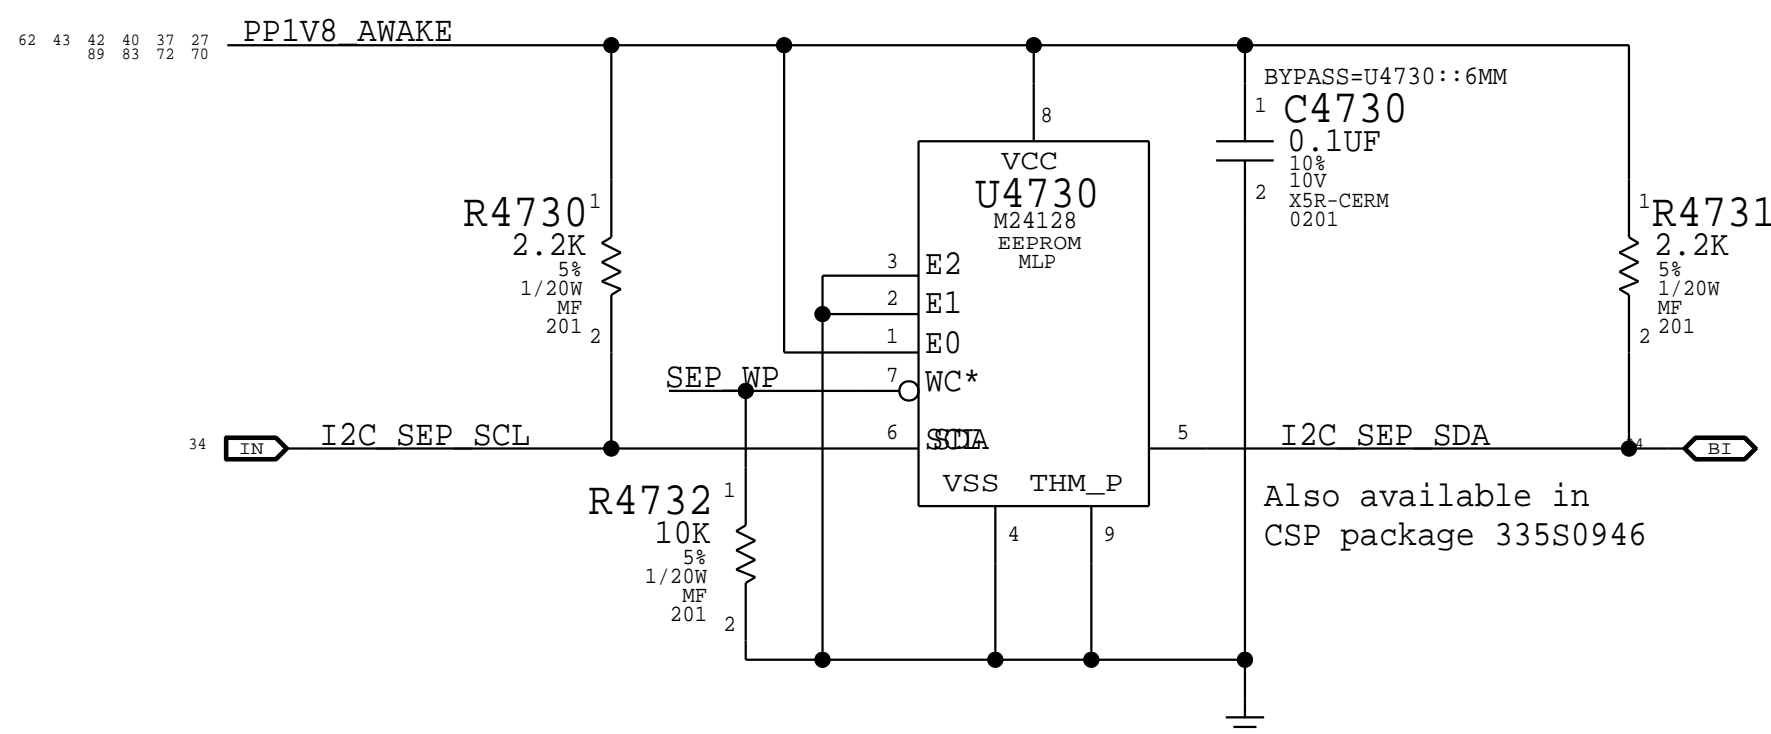 PP1V8_AWAKE
62 43 42 40 37 27
89 83 72 70
BYPASS=U4730::6MM
1
C4730
0.1UF
10%
10V
X5R-CERM
0201
2
8
VCC
U4730
M24128
EEPROM
MLP
R4730
1
2.2K
5%
1/20W
MF
201
2
1
R4731
2.2K
5%
1/20W
MF
201
2
3 E2
2 E1
1 E0
SEP_WP
7 WC*
34 IN I2C_SEP_SCL
6 SCL
SDA 5
I2C_SEP_SDA
BI
VSS THM_P
4 9
R4732
1
10K
5%
1/20W
MF
201
2
Also available in
CSP package 335S0946